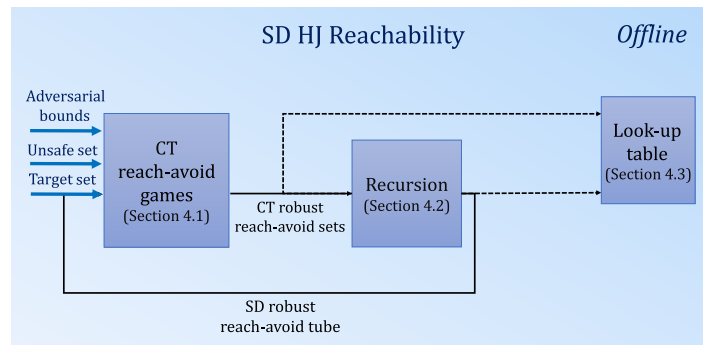 SD HJ Reachability
Offline
Adversarial
bounds
Unsafe set
Target set
CT
reach-avoid
games
(Section 4.1)
CT robust
reach-avoid sets
Recursion
(Section 4.2)
Look-up
table
(Section 4.3)
SD robust
reach-avoid tube